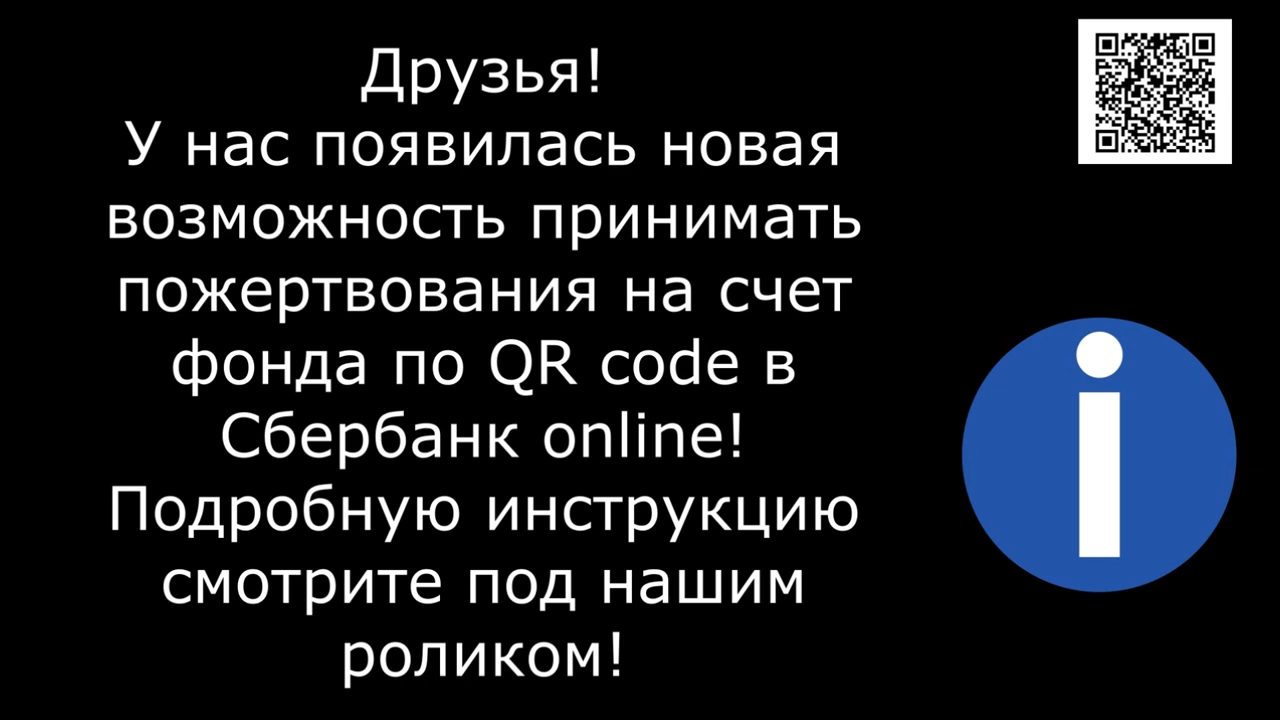 Друзья!
У нас появилась новая
возможность принимать
пожертвования на счет
фонда по QR code в
Сбербанк online!
Подробную инструкцию
смотрите под нашим
роликом!
i